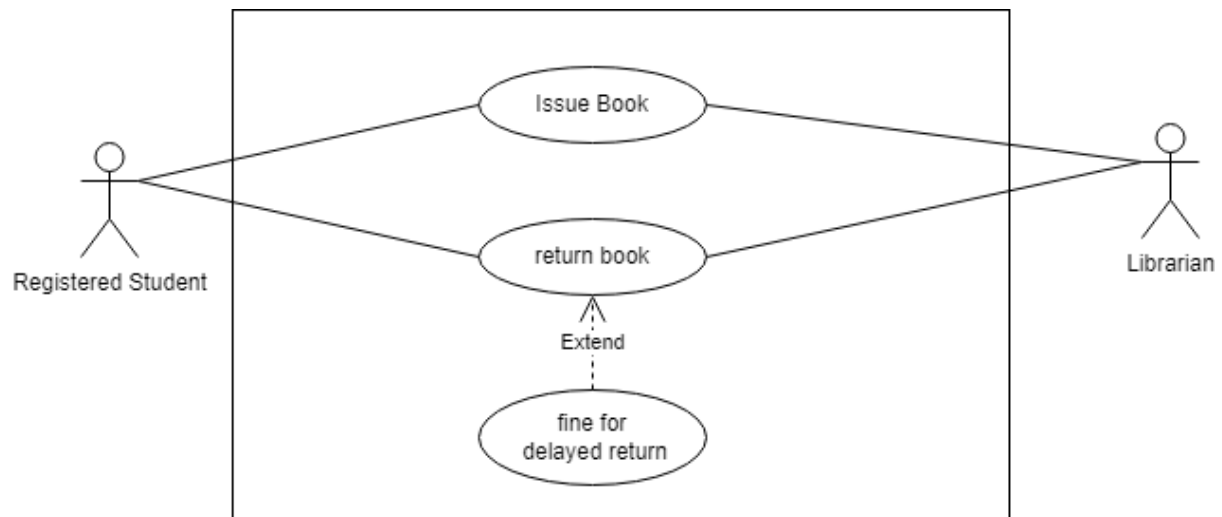 Issue Book
return book
Registered Student
Librarian
Extend
fine for
delayed return